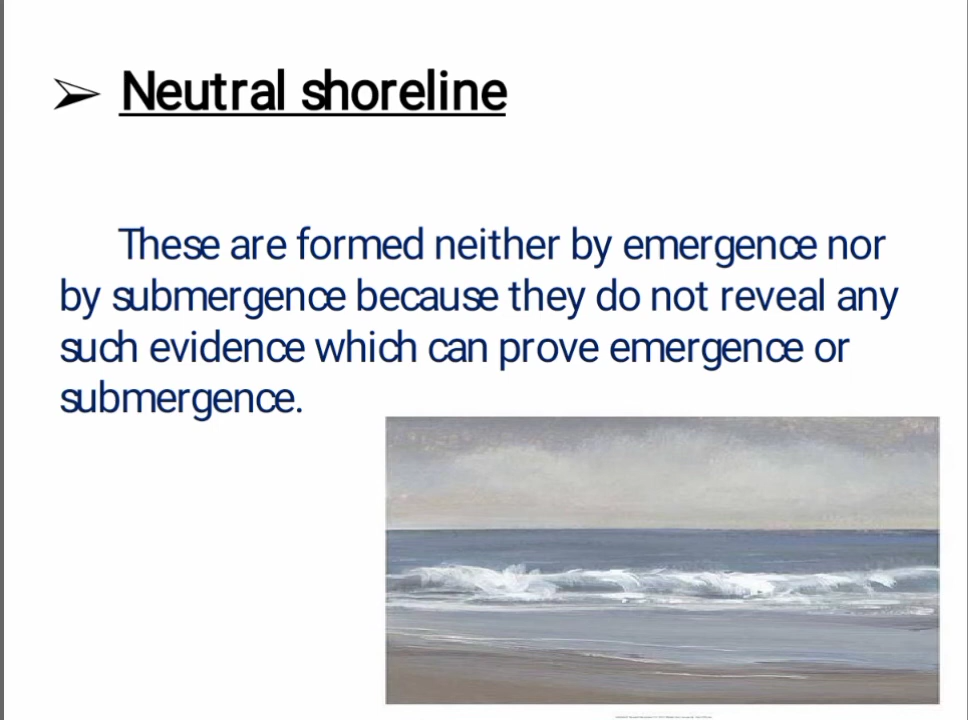 ➢ Neutral shoreline
These are formed neither by emergence nor
by submergence because they do not reveal any
such evidence which can prove emergence or
submergence.